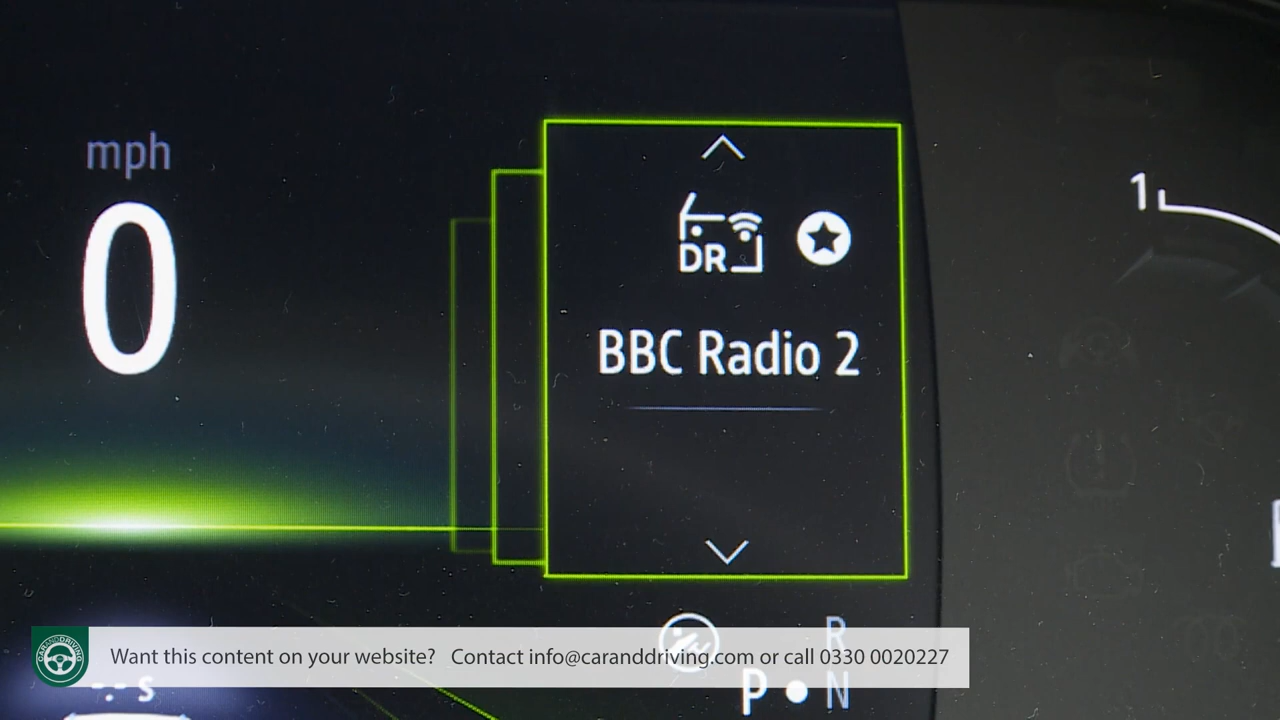 mph
0
DR
BBC Radio 2
1
R
CARANDDRIVING
Want this content on your website? Contact info@caranddriving.com or call 0330 0020227
-.- s
P N